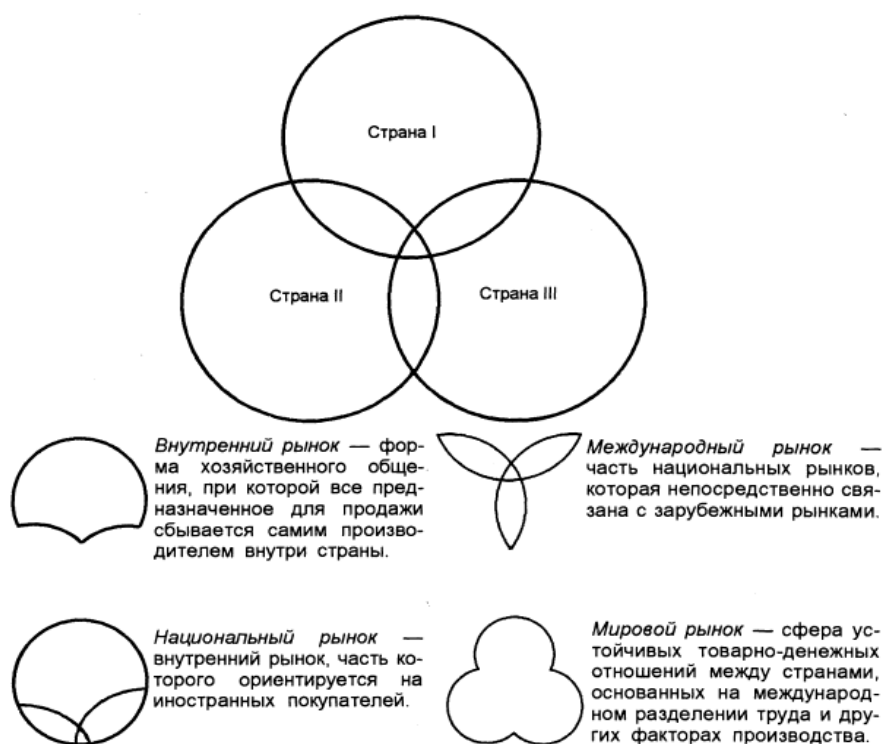 Страна I
Страна II
Страна III
Внутренний рынок — фор-
ма хозяйственного обще-
ния, при которой все пред-
назначенное для продажи
сбывается самим произво-
дителем внутри страны.
Международный рынок —
часть национальных рынков,
которая непосредственно свя-
зана с зарубежными рынками.
Национальный рынок —
внутренний рынок, часть ко-
торого ориентируется на
иностранных покупателей.
Мировой рынок — сфера ус-
тойчивых товарно-денежных
отношений между странами,
основанных на международ-
ном разделении труда и дру-
гих факторах производства.